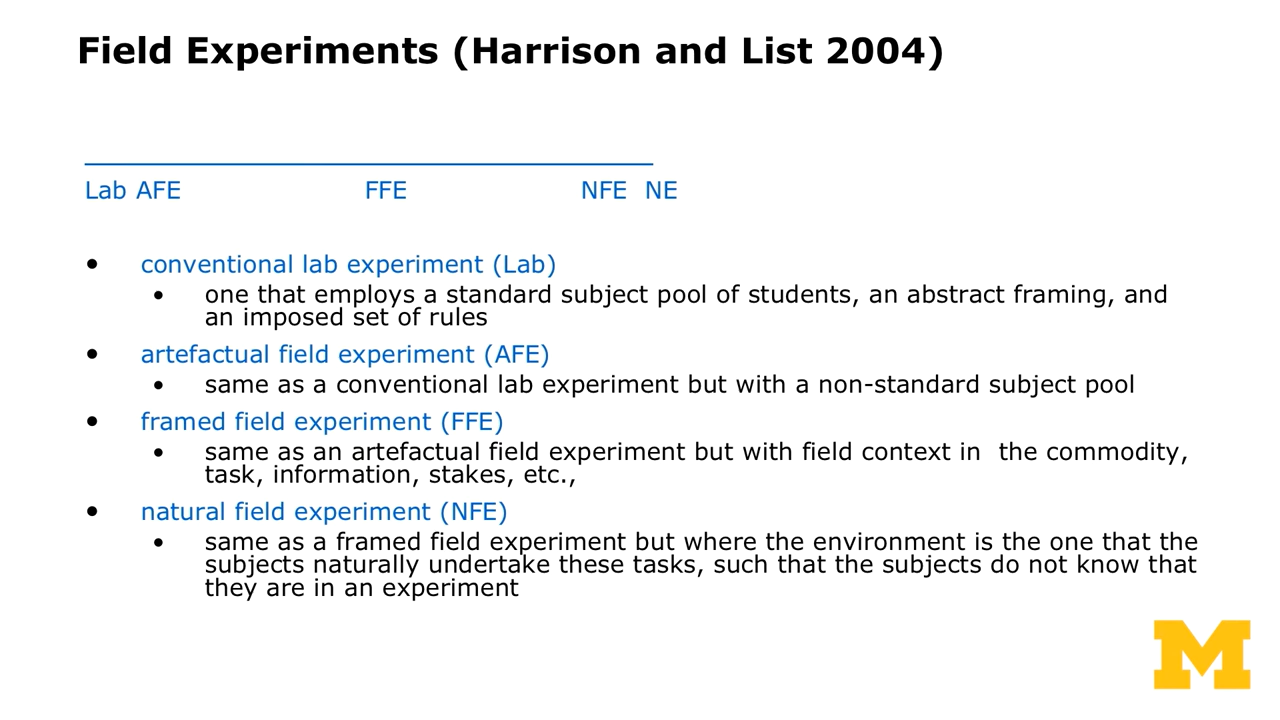 Field Experiments (Harrison and List 2004)
Lab AFE FFE NFE NE
• conventional lab experiment (Lab)
• one that employs a standard subject pool of students, an abstract framing, and
an imposed set of rules
• artefactual field experiment (AFE)
• same as a conventional lab experiment but with a non-standard subject pool
• framed field experiment (FFE)
• same as an artefactual field experiment but with field context in the commodity,
task, information, stakes, etc.,
• natural field experiment (NFE)
• same as a framed field experiment but where the environment is the one that the
subjects naturally undertake these tasks, such that the subjects do not know that
they are in an experiment
M